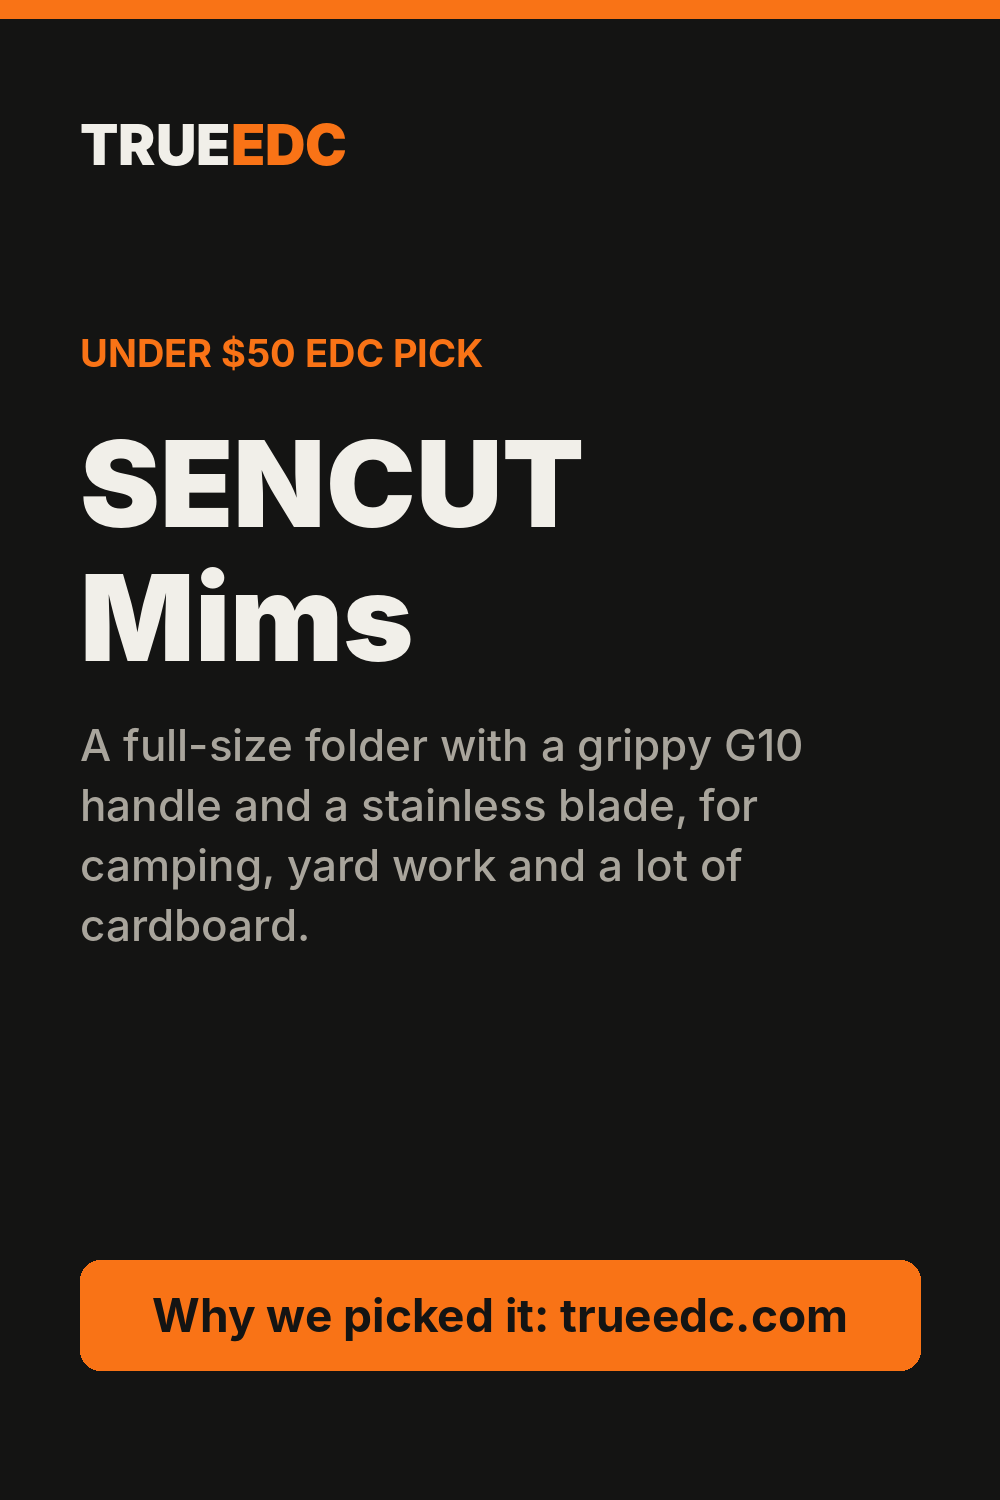 TRUEEDC
UNDER $50 EDC PICK
SENCUT
Mims
A full-size folder with a grippy G10
handle and a stainless blade, for
camping, yard work and a lot of
cardboard.
Why we picked it: trueedc.com